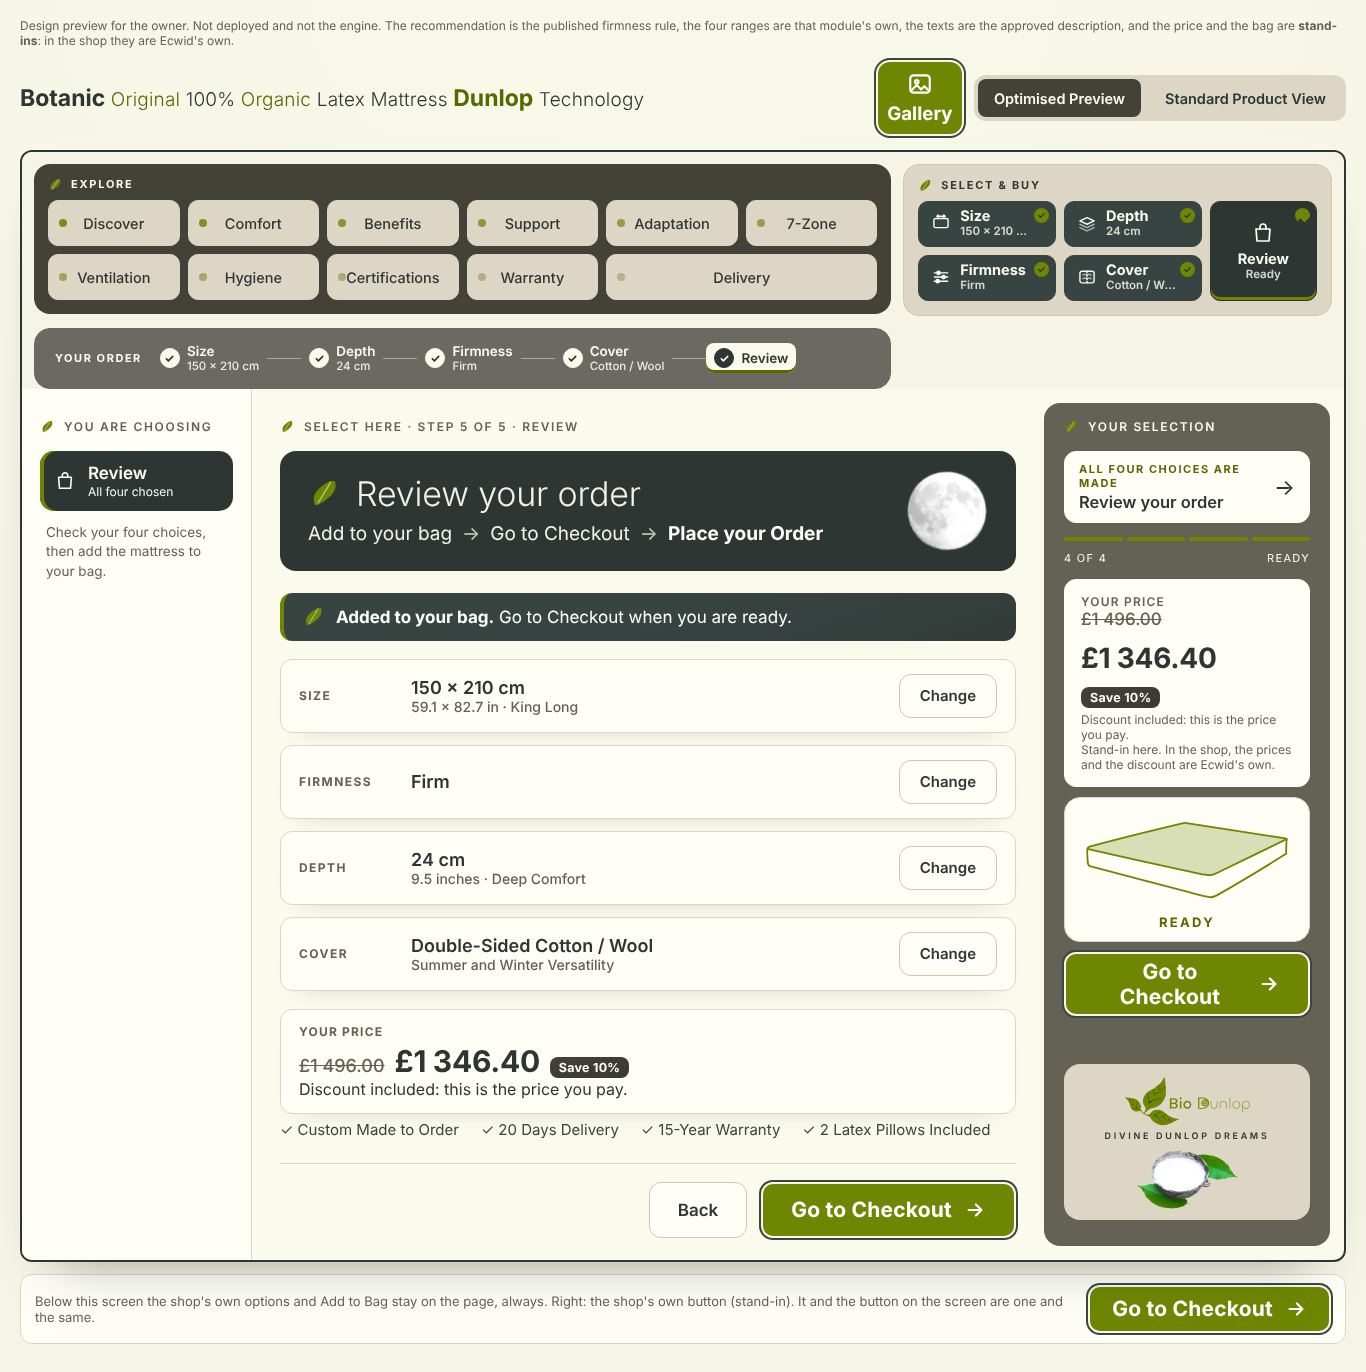 Design preview for the owner. Not deployed and not the engine. The recommendation is the published firmness rule, the four ranges are that module's own, the texts are the approved description, and the price and the bag are stand-
ins: in the shop they are Ecwid's own.
Botanic Original 100% Organic Latex Mattress Dunlop Technology
Gallery
Optimised Preview
Standard Product View
EXPLORE
Discover
Comfort
Benefits
Support
Adaptation
7-Zone
Ventilation
Hygiene
Certifications
Warranty
Delivery
SELECT & BUY
Size
150 × 210 ...
Depth
24 cm
Firmness
Firm
Cover
Cotton / W...
Review
Ready
YOUR ORDER
Size
150 × 210 cm
Depth
24 cm
Firmness
Firm
Cover
Cotton / Wool
Review
YOU ARE CHOOSING
Review
All four chosen
Check your four choices,
then add the mattress to
your bag.
SELECT HERE · STEP 5 OF 5 · REVIEW
Review your order
Add to your bag → Go to Checkout → Place your Order
Added to your bag. Go to Checkout when you are ready.
SIZE
150 × 210 cm
59.1 × 82.7 in · King Long
Change
FIRMNESS
Firm
Change
DEPTH
24 cm
9.5 inches · Deep Comfort
Change
COVER
Double-Sided Cotton / Wool
Summer and Winter Versatility
Change
YOUR PRICE
£1 496.00 £1 346.40 Save 10%
Discount included: this is the price you pay.
✓ Custom Made to Order ✓ 20 Days Delivery ✓ 15-Year Warranty ✓ 2 Latex Pillows Included
Back
Go to Checkout →
YOUR SELECTION
ALL FOUR CHOICES ARE
MADE
Review your order →
4 OF 4
READY
YOUR PRICE
£1 496.00
£1 346.40
Save 10%
Discount included: this is the price
you pay.
Stand-in here. In the shop, the prices
and the discount are Ecwid's own.
READY
Go to
Checkout →
Bio Dunlop
DIVINE DUNLOP DREAMS
Below this screen the shop's own options and Add to Bag stay on the page, always. Right: the shop's own button (stand-in). It and the button on the screen are one and
the same.
Go to Checkout →